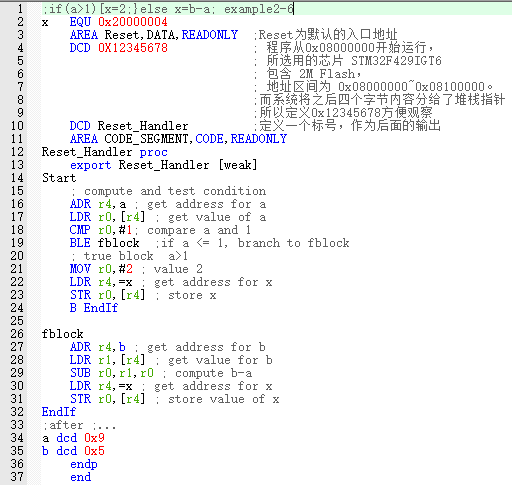 1 ;if(a>1)[x=2;}else x=b-a; example2-6
2 x EQU 0x20000004
3 AREA Reset,DATA,READONLY ;Reset为默认的入口地址
4 DCD 0X12345678 ; 程序从0x08000000开始运行,
5 ; 所选用的芯片 STM32F429IGT6
6 ; 包含 2M Flash,
7 ; 地址区间为 0x08000000~0x08100000。
8 ;而系统将之后四个字节内容分给了堆栈指针
9 ;所以定义0x12345678方便观察
10 DCD Reset_Handler ;定义一个标号，作为后面的输出
11 AREA CODE_SEGMENT,CODE,READONLY
12 Reset_Handler proc
13 export Reset_Handler [weak]
14 Start
15 ; compute and test condition
16 ADR r4,a ; get address for a
17 LDR r0,[r4] ; get value of a
18 CMP r0,#1; compare a and 1
19 BLE fblock ;if a <= 1, branch to fblock
20 ; true block a>1
21 MOV r0,#2 ; value 2
22 LDR r4,=x ; get address for x
23 STR r0,[r4] ; store x
24 B EndIf
25
26 fblock
27 ADR r4,b ; get address for b
28 LDR r1,[r4] ; get value for b
29 SUB r0,r1,r0 ; compute b-a
30 LDR r4,=x ; get address for x
31 STR r0,[r4] ; store value of x
32 EndIf
33 ;after ;...
34 a dcd 0x9
35 b dcd 0x5
36 endp
37 end